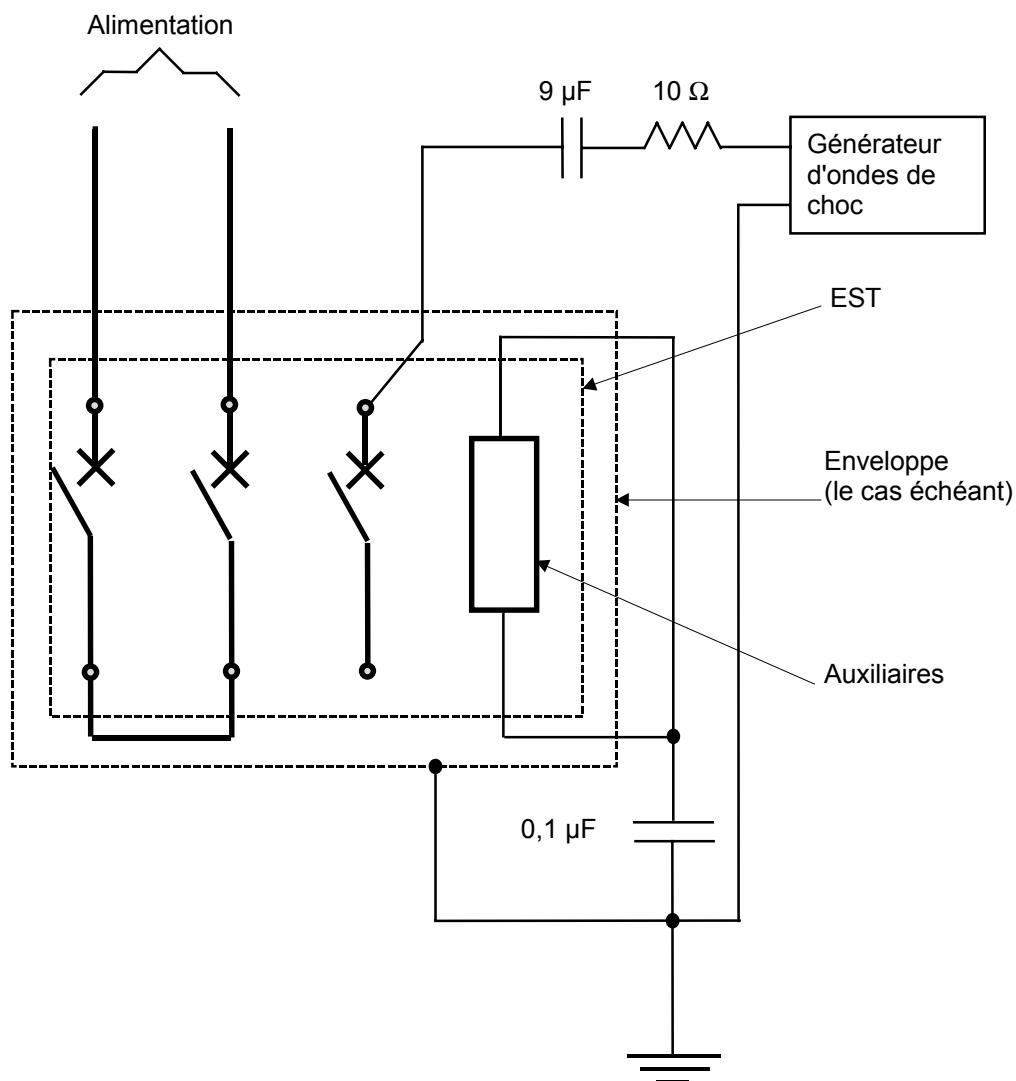 Alimentation
9 µF
10 Ω
Générateur
d'ondes de
choc
EST
Enveloppe
(le cas échéant)
Auxiliaires
0,1 µF